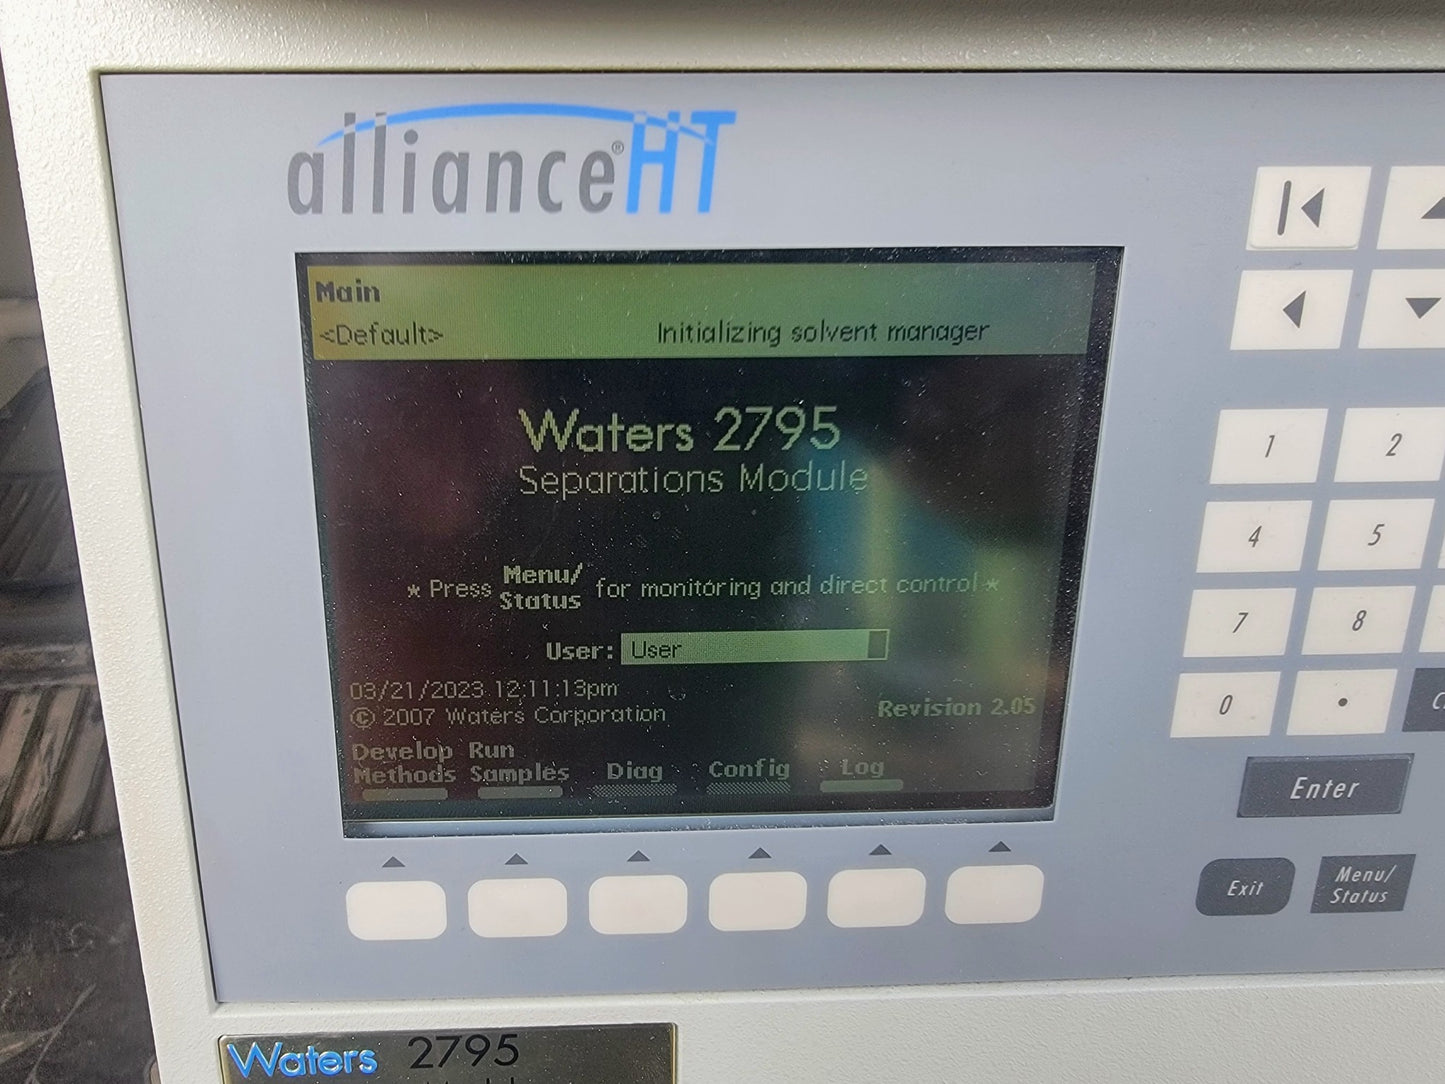 alliance® HT
Main
<Default> Initializing solvent manager
Waters 2795
Separations Module
* Press Menu/ Status for monitoring and direct control *
User: User
03/21/2023 12:11:13pm
© 2007 Waters Corporation
Revision 2.05
Develop Methods
Run Samples
Diag
Config
Log
1 2
4 5
7 8
0 •
Enter
Exit
Menu/
Status
Waters 2795